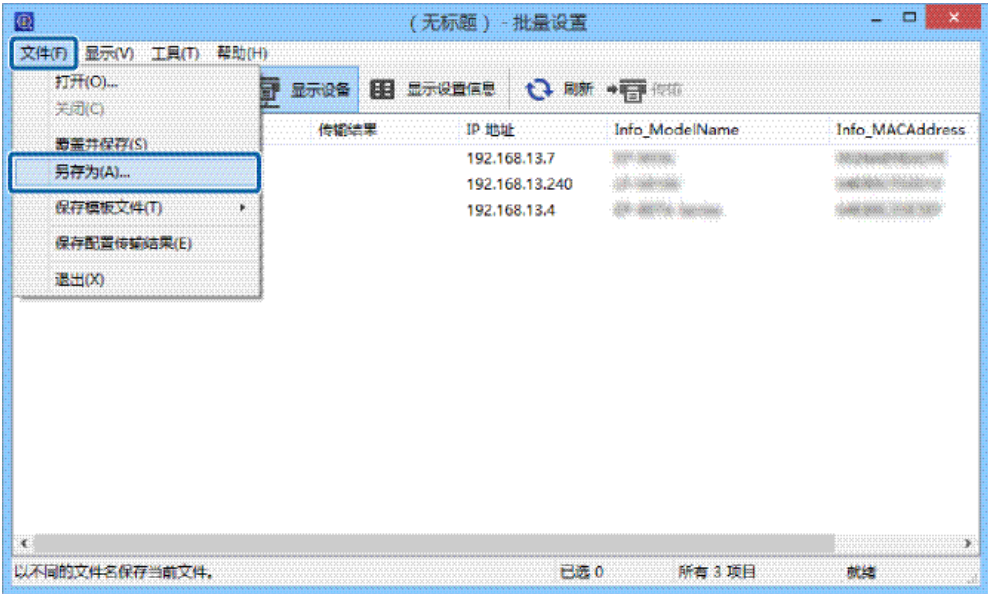 （无标题） - 批量设置
文件(F) 显示(V) 工具(T) 帮助(H)
显示设备 显示设置信息 刷新 传输
打开(O)...
关闭(C)
覆盖并保存(S)
另存为(A)...
保存模板文件(T)
保存配置传输结果(E)
退出(X)
传输结果 IP 地址 Info_ModelName Info_MACAddress
192.168.13.7
192.168.13.240
192.168.13.4
以不同的文件名保存当前文件。 已选 0 所有 3 项目 就绪